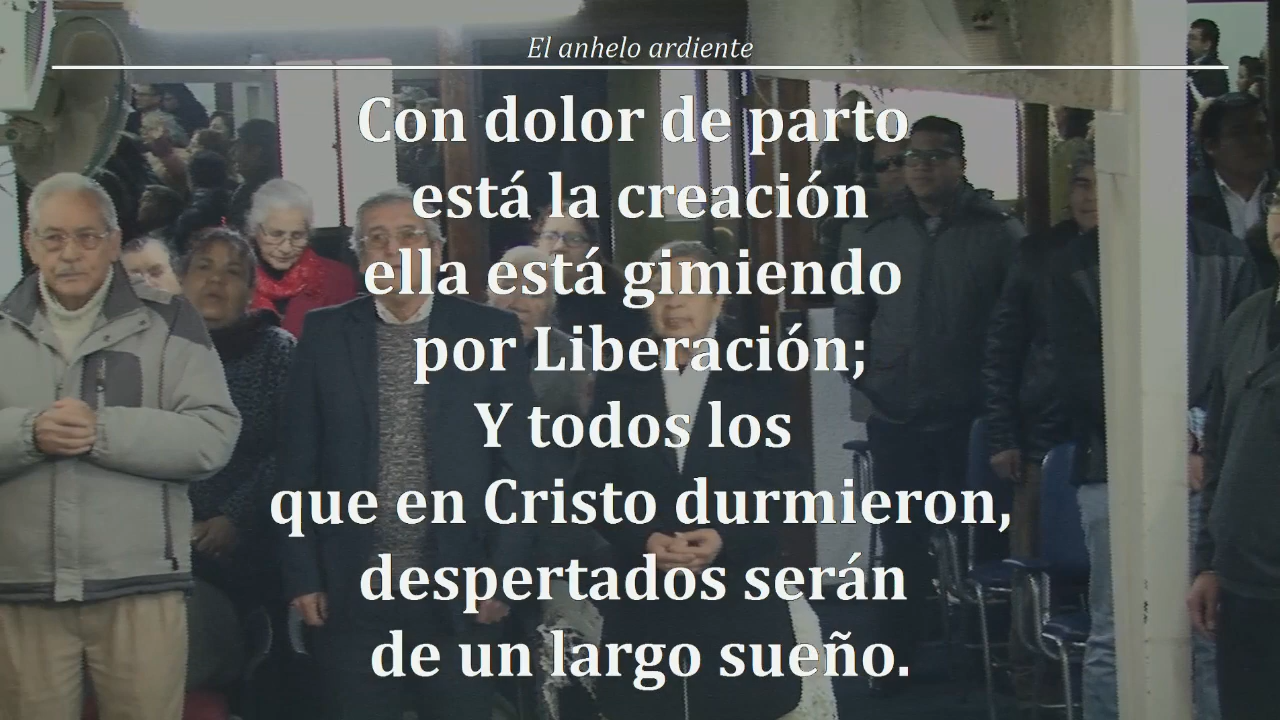 El anhelo ardiente
Con dolor de parto
está la creación
ella está gimiendo
por Liberación;
Y todos los
que en Cristo durmieron,
despertados serán
de un largo sueño.